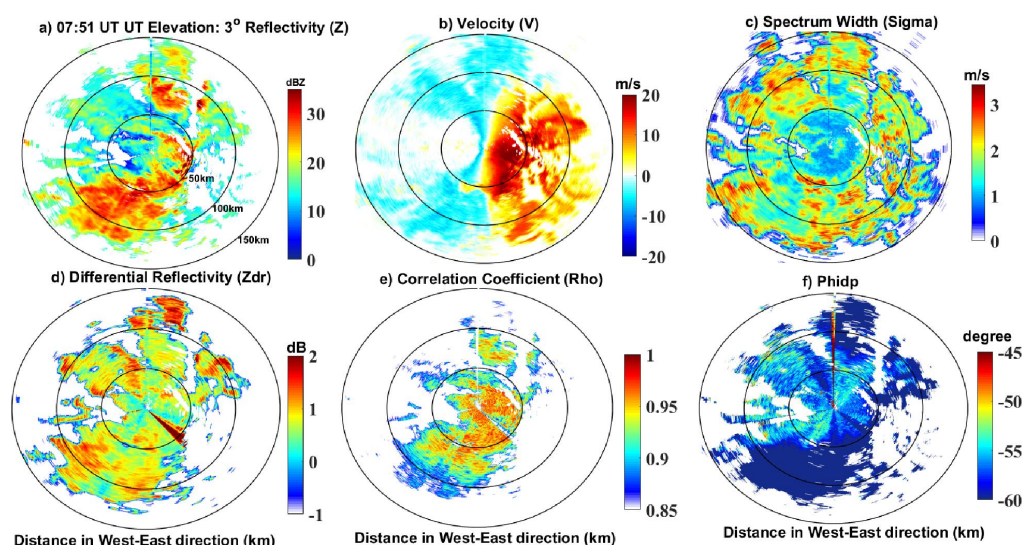 a) 07:51 UT UT Elevation: 3° Reflectivity (Z)
b) Velocity (V)
c) Spectrum Width (Sigma)
dBZ
30
20
10
0
50km
100km
150km
m/s
20
10
0
-10
-20
m/s
3
2
1
0
d) Differential Reflectivity (Zdr)
e) Correlation Coefficient (Rho)
f) Phidp
dB
2
1
0
-1
1
0.95
0.9
0.85
degree
-45
-50
-55
-60
Distance in West-East direction (km)
Distance in West-East direction (km)
Distance in West-East direction (km)